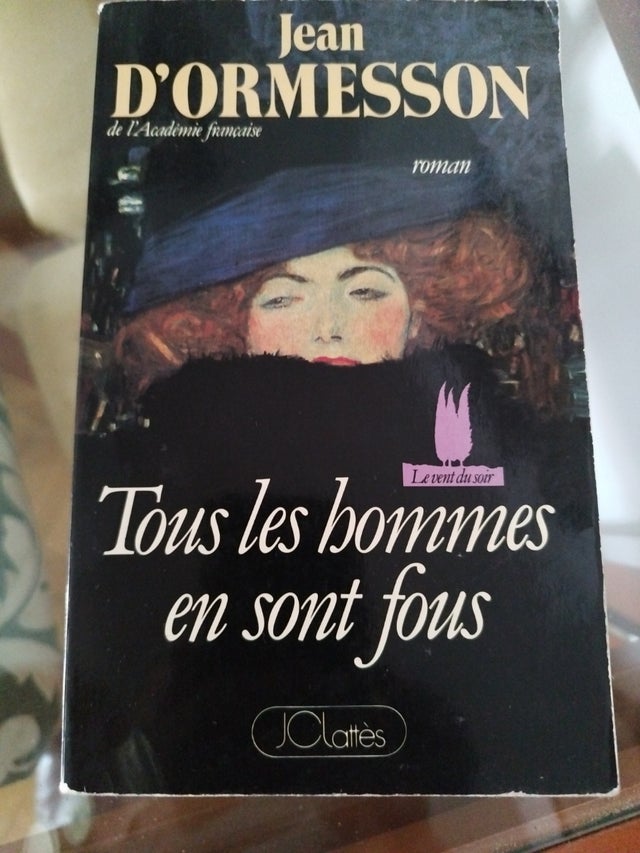 Jean
D'ORMESSON
de l'Académie française
roman
Le vent du soir
Tous les hommes
en sont fous
JClattès